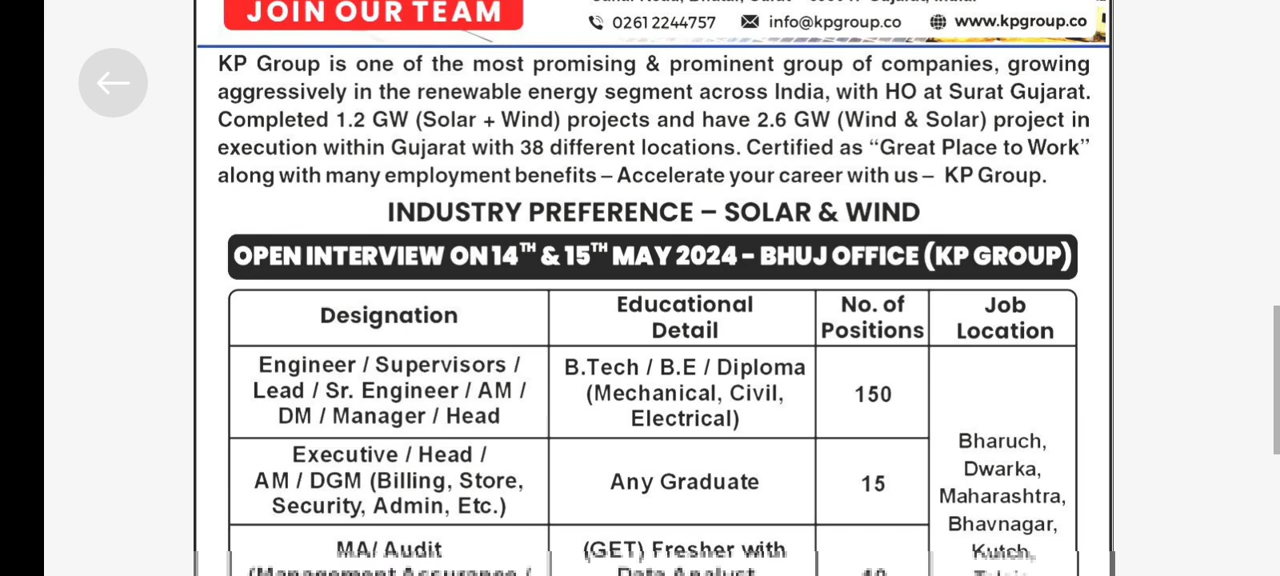 JOIN OUR TEAM
0261 2244757 info@kpgroup.co www.kpgroup.co
KP Group is one of the most promising & prominent group of companies, growing
aggressively in the renewable energy segment across India, with HO at Surat Gujarat.
Completed 1.2 GW (Solar + Wind) projects and have 2.6 GW (Wind & Solar) project in
execution within Gujarat with 38 different locations. Certified as “Great Place to Work”
along with many employment benefits – Accelerate your career with us – KP Group.
INDUSTRY PREFERENCE – SOLAR & WIND
OPEN INTERVIEW ON 14TH & 15TH MAY 2024 - BHUJ OFFICE (KP GROUP)
Designation
Educational
Detail
No. of
Positions
Job
Location
Engineer / Supervisors /
Lead / Sr. Engineer / AM /
DM / Manager / Head
B.Tech / B.E / Diploma
(Mechanical, Civil,
Electrical)
150
Executive / Head /
AM / DGM (Billing, Store,
Security, Admin, Etc.)
Any Graduate
15
Bharuch,
Dwarka,
Maharashtra,
Bhavnagar,
Kutch,
MA/ Audit
(Management Assurance /
(GET) Fresher with
Data Analyst